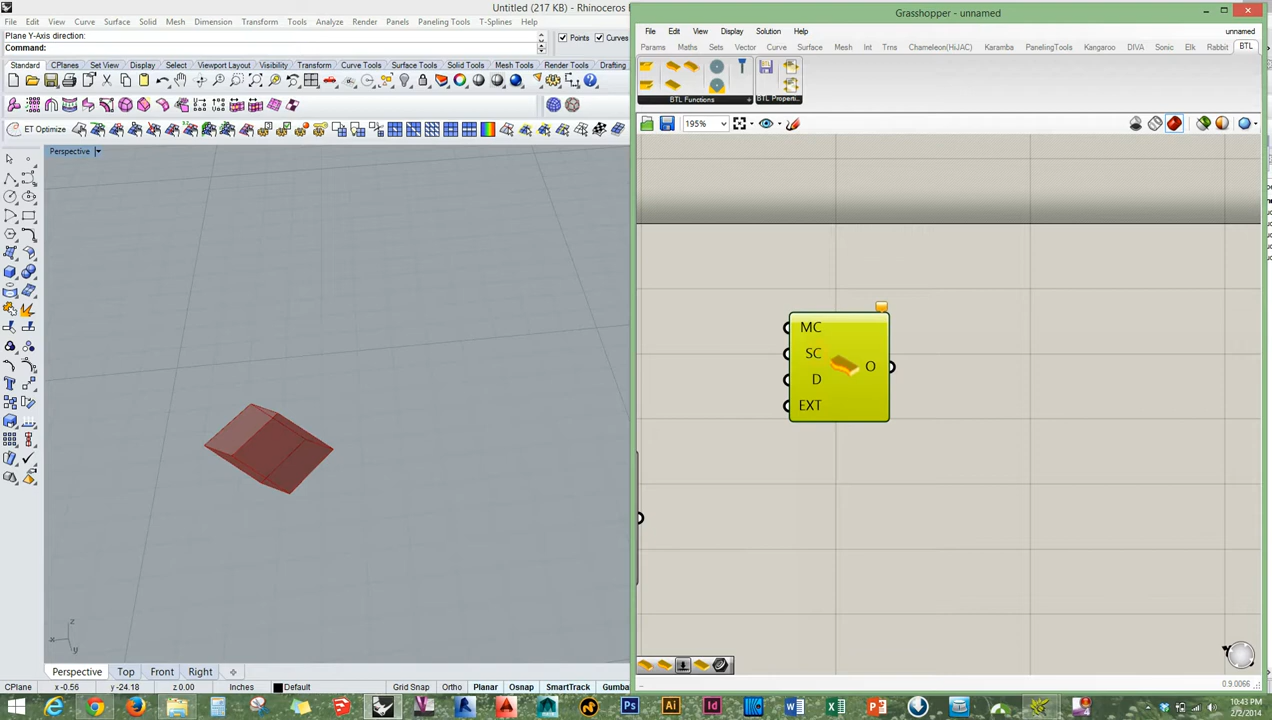 Untitled (217 KB) - Rhinoceros
File Edit View Curve Surface Solid Mesh Dimension Transform Tools Analyze Render Panels Paneling Tools T-Splines Help
Plane Y-Axis direction:
Command:
Points Curves
Standard CPlanes Set View Display Select Viewport Layout Visibility Transform Curve Tools Surface Tools Solid Tools Mesh Tools Render Tools Drafting
ET Optimize
Perspective
z
x
y
Perspective Top Front Right
CPlane x -0.56 y -24.18 z 0.00 Inches Default Grid Snap Ortho Planar Osnap SmartTrack Gumba
Grasshopper - unnamed
File Edit View Display Solution Help unnamed
Params Maths Sets Vector Curve Surface Mesh Int Trns Chameleon(HiJAC) Karamba PanelingTools Kangaroo DIVA Sonic Elk Rabbit BTL
BTL Functions BTL Properti..
195%
MC
SC
D
EXT
O
0.9.0066
10:43 PM
2/2/2014